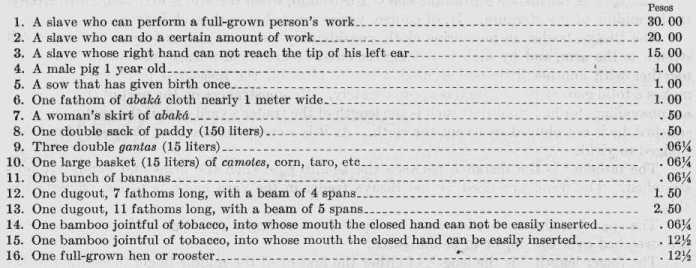 Pesos
1. A slave who can perform a full-grown person's work 30.00
2. A slave who can do a certain amount of work 20.00
3. A slave whose right hand can not reach the tip of his left ear 15.00
4. A male pig 1 year old 1.00
5. A sow that has given birth once 1.00
6. One fathom of abaká cloth nearly 1 meter wide 1.00
7. A woman's skirt of abaká .50
8. One double sack of paddy (150 liters) .50
9. Three double gantas (15 liters) .06¼
10. One large basket (15 liters) of camotes, corn, taro, etc .06¼
11. One bunch of bananas .06¼
12. One dugout, 7 fathoms long, with a beam of 4 spans 1.50
13. One dugout, 11 fathoms long, with a beam of 5 spans 2.50
14. One bamboo jointful of tobacco, into whose mouth the closed hand can not be easily inserted .06¼
15. One bamboo jointful of tobacco, into whose mouth the closed hand can be easily inserted .12½
16. One full-grown hen or rooster .12½